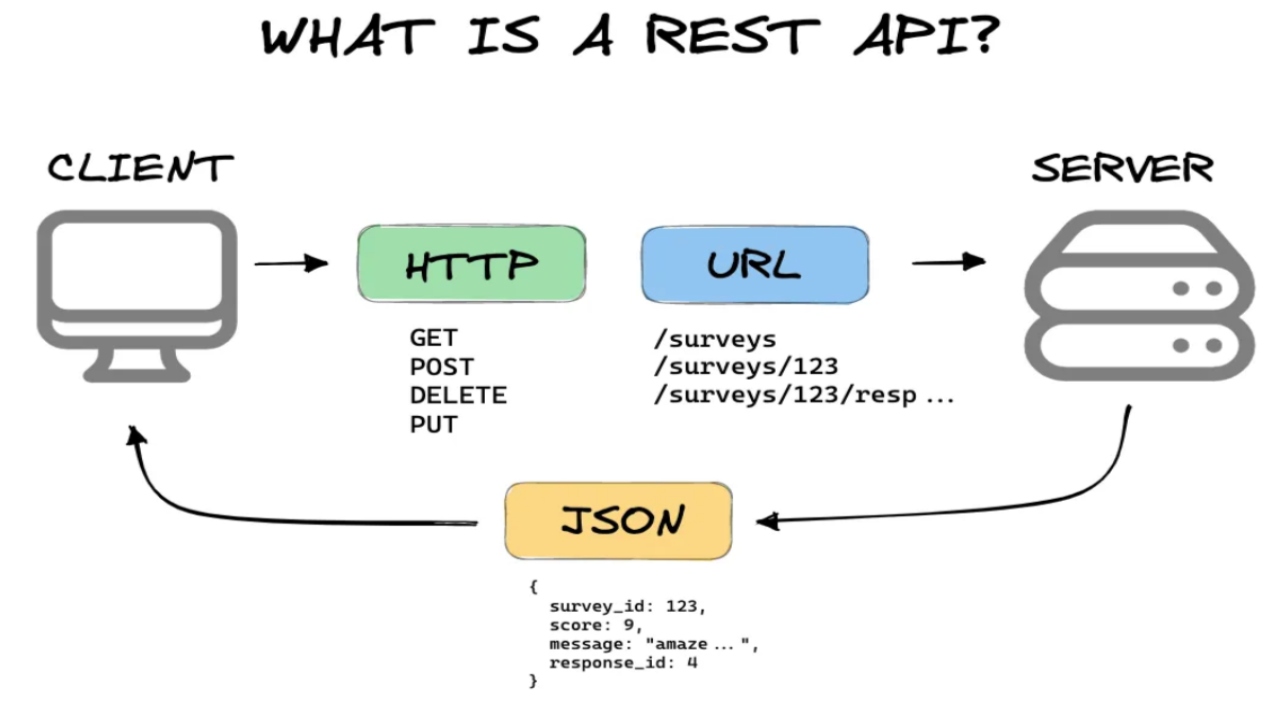 WHAT IS A REST API?
CLIENT
SERVER
HTTP
URL
GET
POST
DELETE
PUT
/surveys
/surveys/123
/surveys/123/resp ...
JSON
{
  survey_id: 123,
  score: 9,
  message: "amaze ... ",
  response_id: 4
}